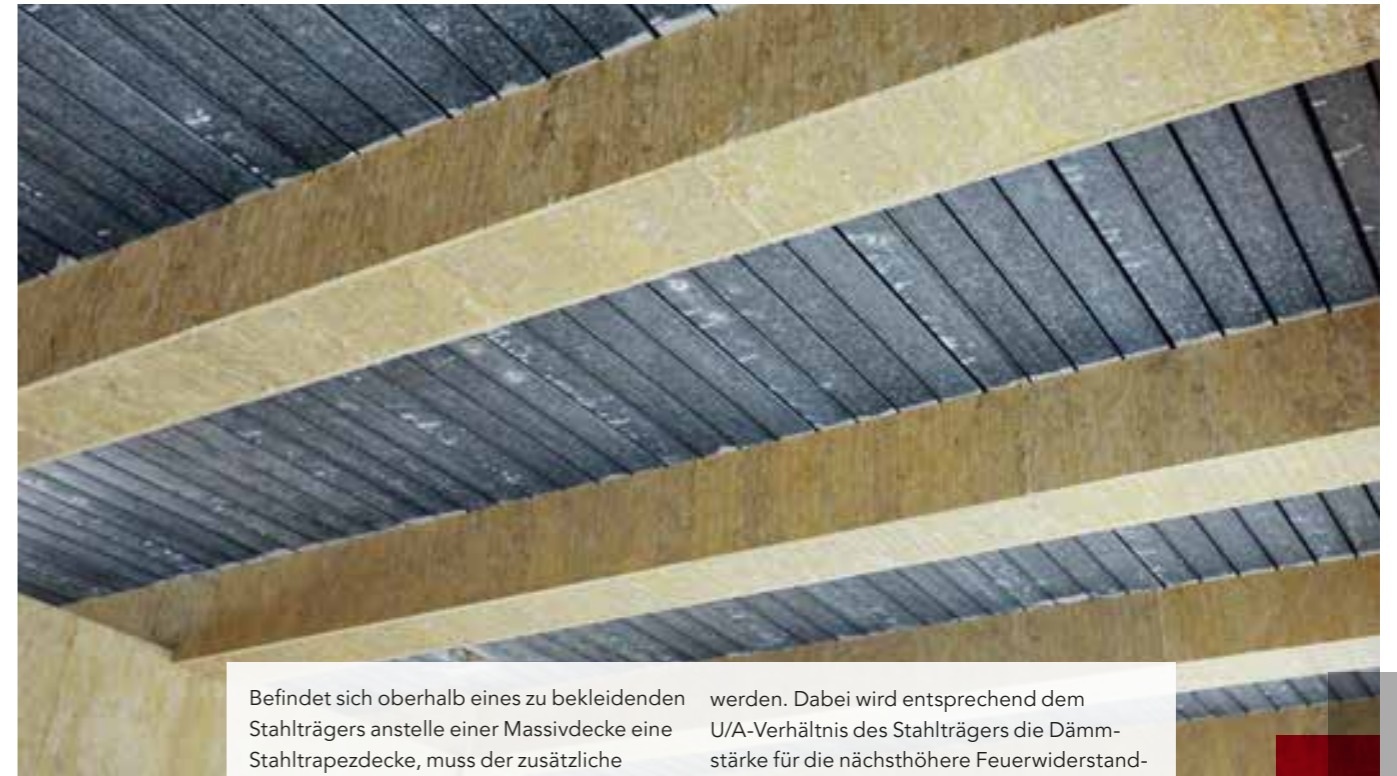 Befindet sich oberhalb eines zu bekleidenden
Stahlträgers anstelle einer Massivdecke eine
Stahltrapezdecke, muss der zusätzliche
werden. Dabei wird entsprechend dem
U/A-Verhältnis des Stahlträgers die Dämm-
stärke für die nächsthöhere Feuerwiderstand-